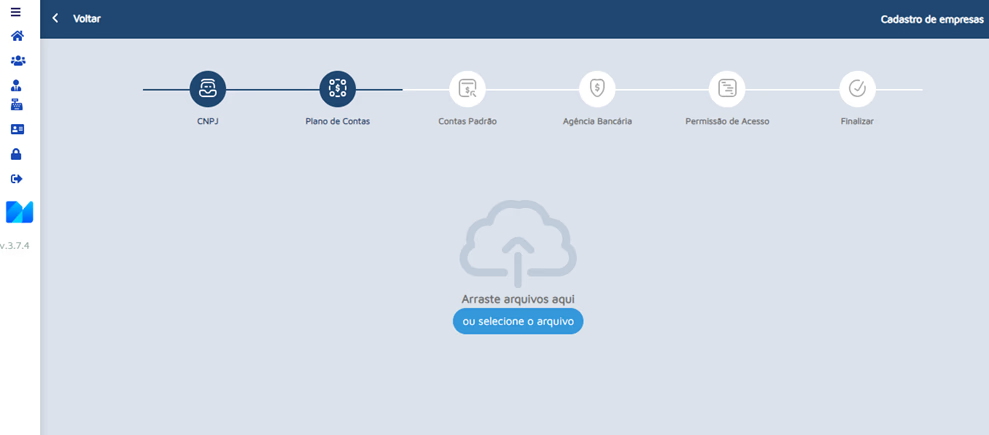 Voltar
Cadastro de empresas
CNPJ
Plano de Contas
Contas Padrão
Agência Bancária
Permissão de Acesso
Finalizar
v.3.7.4
Arraste arquivos aqui
ou selecione o arquivo